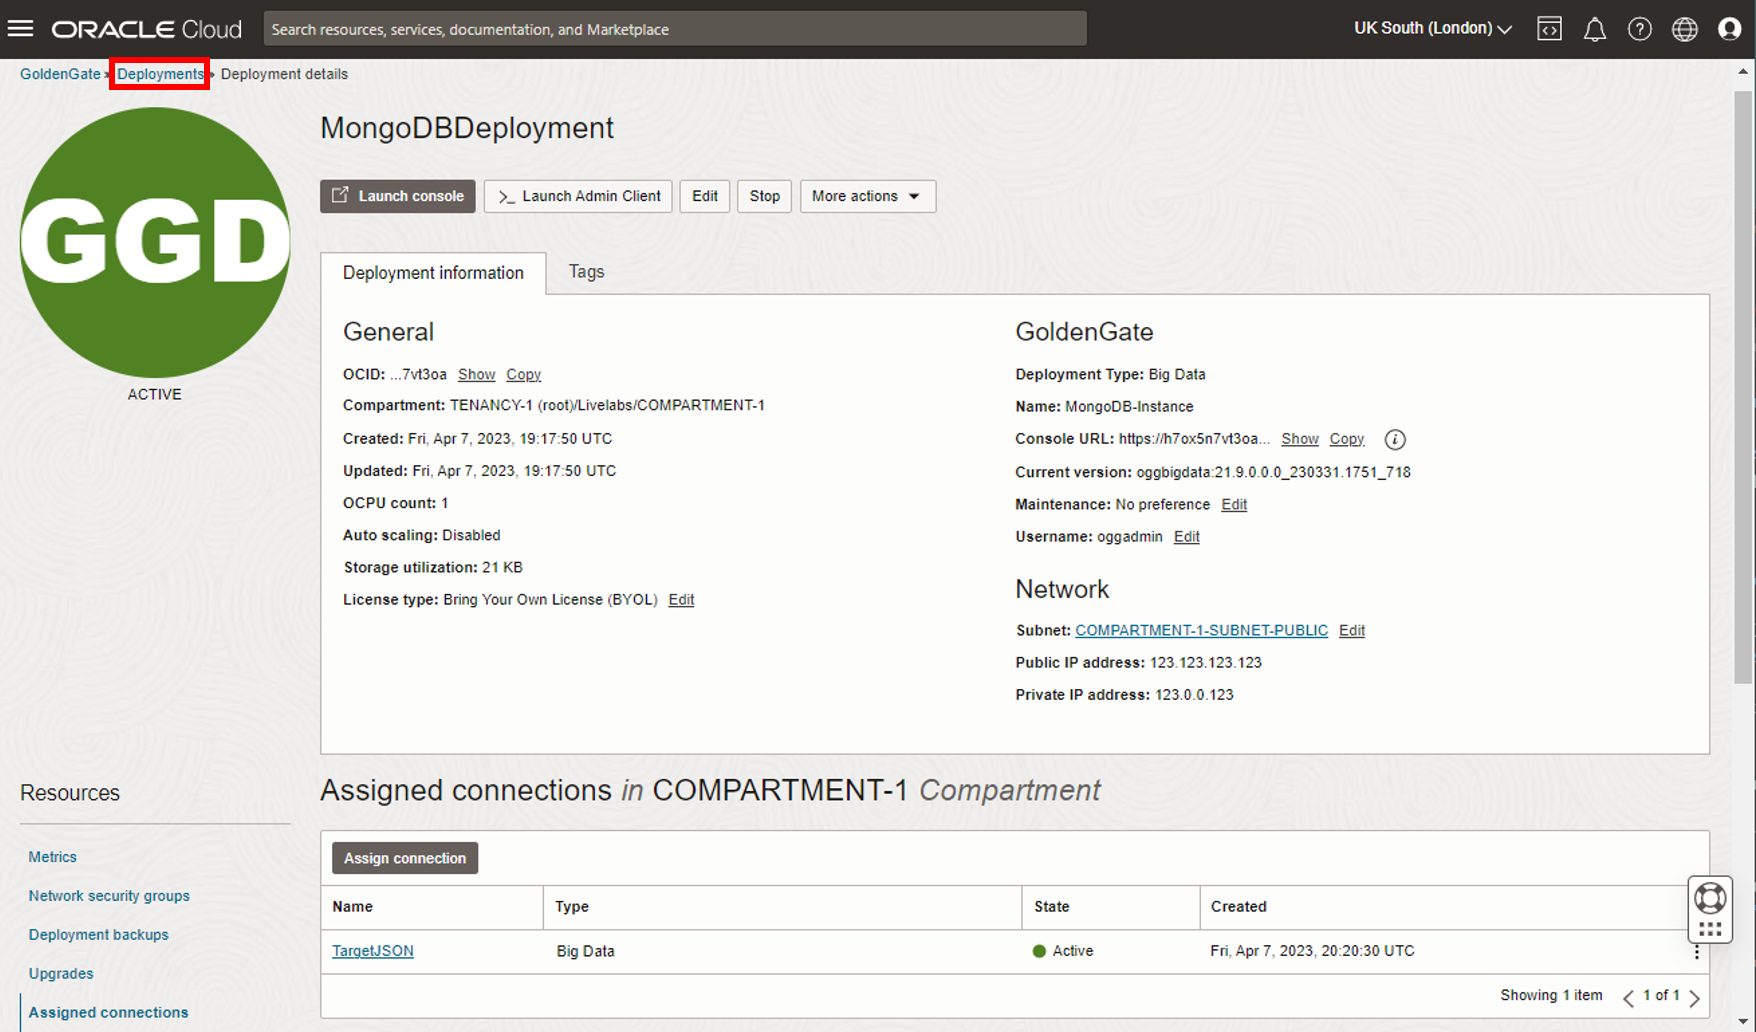 ORACLE Cloud
Search resources, services, documentation, and Marketplace
UK South (London)
GoldenGate » Deployments » Deployment details
GGD
ACTIVE
MongoDBDeployment
Launch console
Launch Admin Client
Edit
Stop
More actions
Deployment information
Tags
General
OCID: ...7vt3oa Show Copy
Compartment: TENANCY-1 (root)/Livelabs/COMPARTMENT-1
Created: Fri, Apr 7, 2023, 19:17:50 UTC
Updated: Fri, Apr 7, 2023, 19:17:50 UTC
OCPU count: 1
Auto scaling: Disabled
Storage utilization: 21 KB
License type: Bring Your Own License (BYOL) Edit
GoldenGate
Deployment Type: Big Data
Name: MongoDB-Instance
Console URL: https://h7ox5n7vt3oa... Show Copy
Current version: oggbigdata:21.9.0.0.0_230331.1751_718
Maintenance: No preference Edit
Username: oggadmin Edit
Network
Subnet: COMPARTMENT-1-SUBNET-PUBLIC Edit
Public IP address: 123.123.123.123
Private IP address: 123.0.0.123
Resources
Metrics
Network security groups
Deployment backups
Upgrades
Assigned connections
Assigned connections in COMPARTMENT-1 Compartment
Assign connection
Name Type State Created
TargetJSON Big Data Active Fri, Apr 7, 2023, 20:20:30 UTC
Showing 1 item < 1 of 1 >